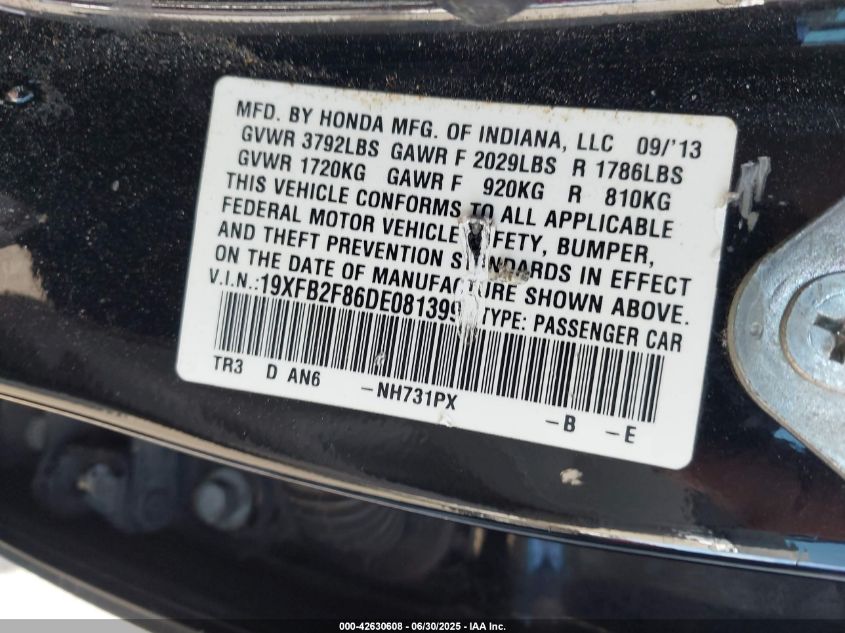 MFD. BY HONDA MFG. OF INDIANA, LLC 09/'13
GVWR 3792LBS GAWR F 2029LBS R 1786LBS
GVWR 1720KG GAWR F 920KG R 810KG
THIS VEHICLE CONFORMS TO ALL APPLICABLE
FEDERAL MOTOR VEHICLE SAFETY, BUMPER,
AND THEFT PREVENTION STANDARDS IN EFFECT
ON THE DATE OF MANUFACTURE SHOWN ABOVE.
V.I.N.:19XFB2F86DE081399 TYPE: PASSENGER CAR
TR3 D AN6 -NH731PX -B -E
000-42630608 - 06/30/2025 - IAA Inc.